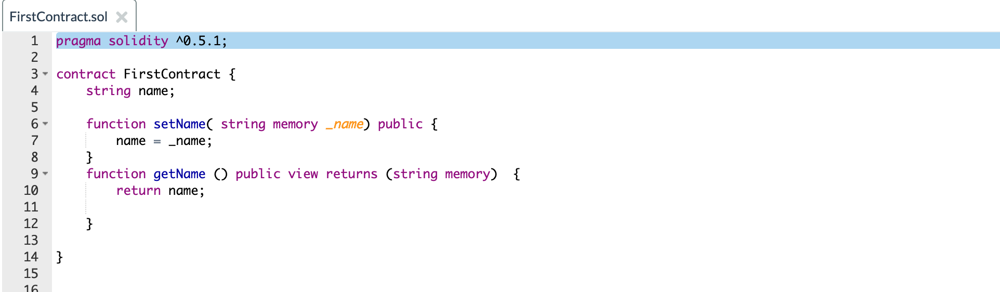 FirstContract.sol
1 pragma solidity ^0.5.1;
2
3 contract FirstContract {
4 string name;
5
6 function setName( string memory _name) public {
7 name = _name;
8 }
9 function getName () public view returns (string memory)  {
10 return name;
11
12 }
13
14 }
15
16